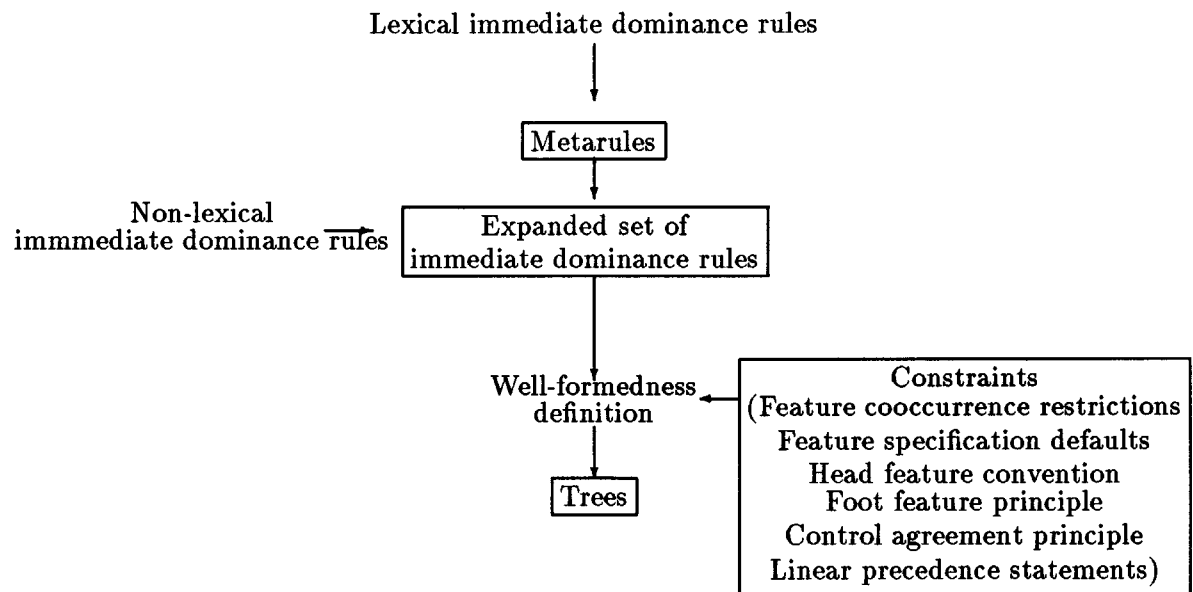 Lexical immediate dominance rules
Metarules
Non-lexical
immmediate dominance rules
Expanded set of
immediate dominance rules
Well-formedness
definition
Constraints
(Feature cooccurrence restrictions
Feature specification defaults
Head feature convention
Foot feature principle
Control agreement principle
Linear precedence statements)
Trees